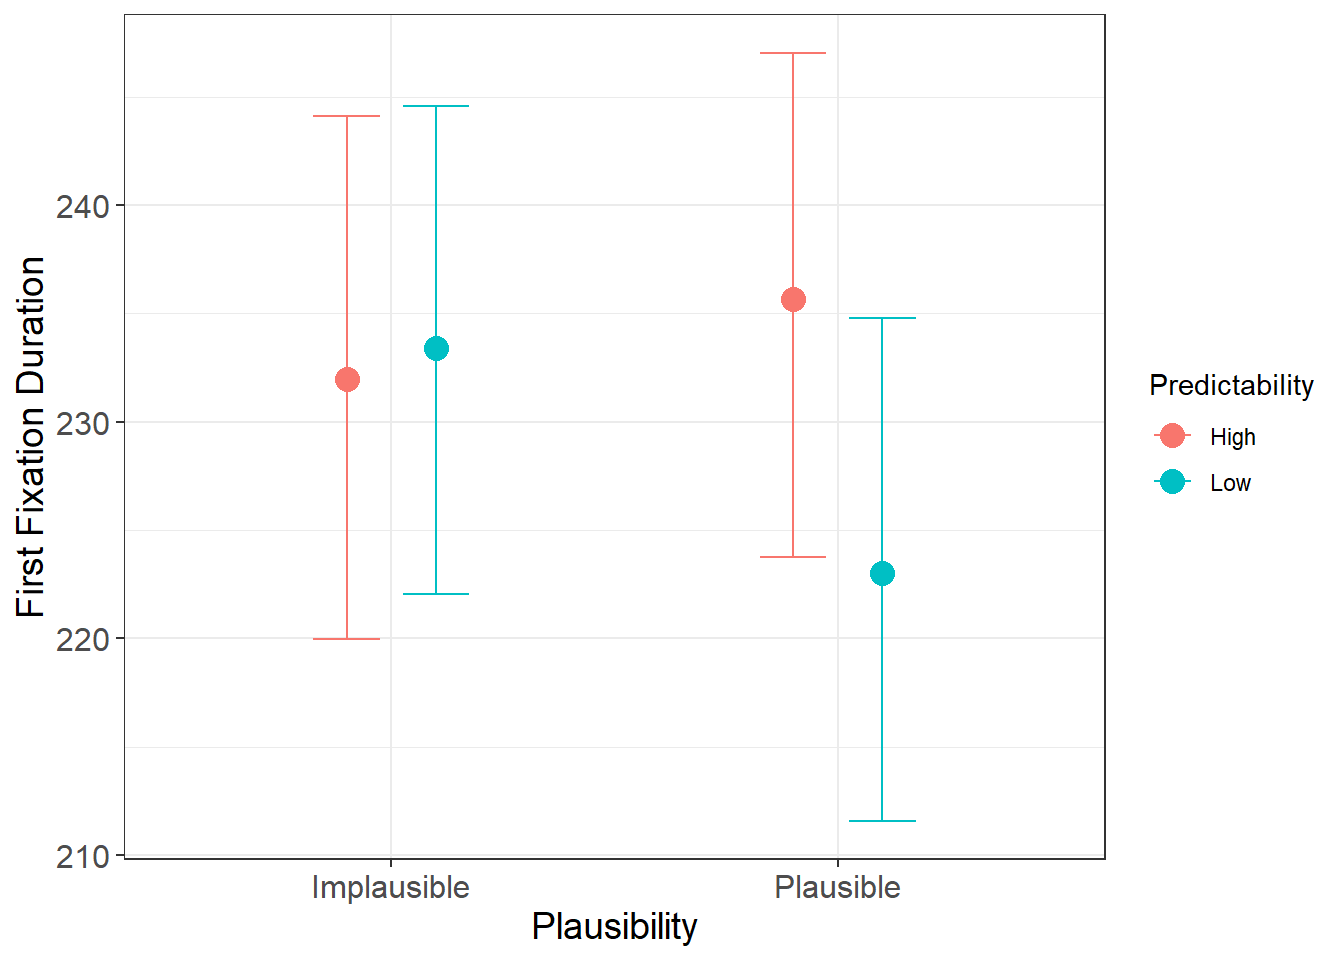 First Fixation Duration
240
230
220
210
Implausible
Plausible
Plausibility
Predictability
High
Low